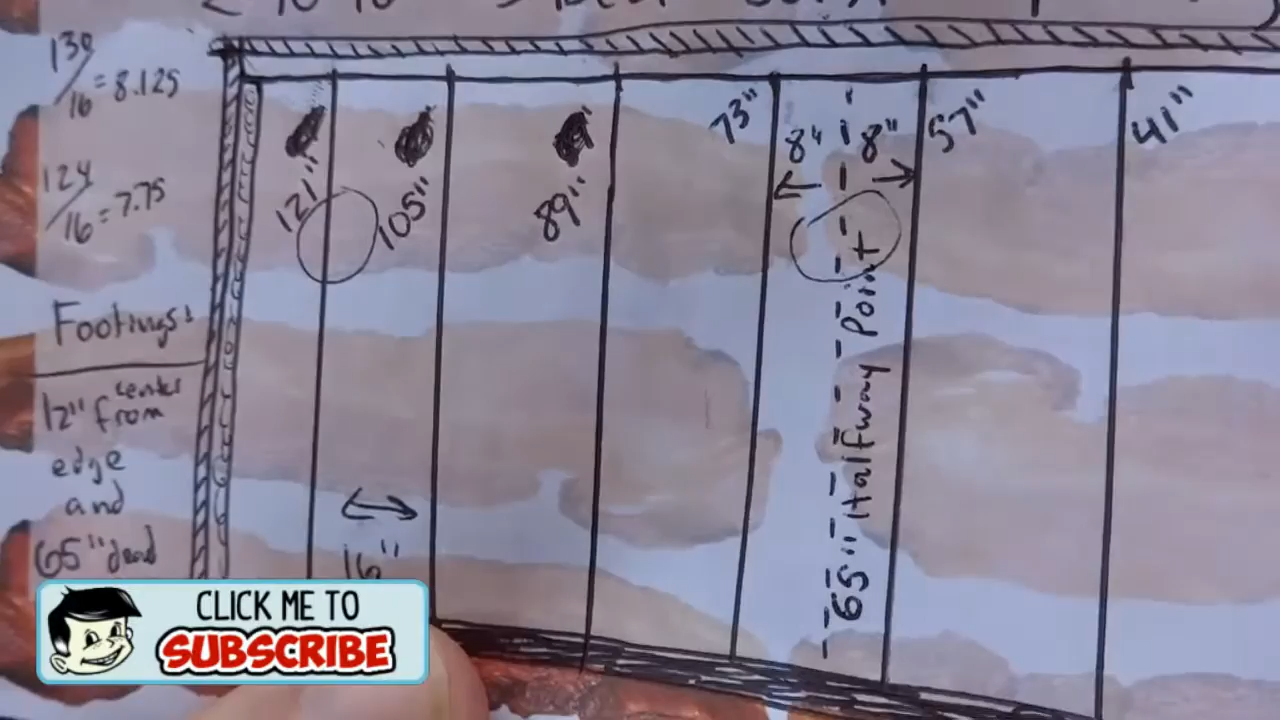 130/16 = 8.125
124/16 = 7.75
Footings:
12" from center
edge
and
65" dead
121"
105"
89"
73"
8"
8"
57"
41"
65" Halfway Point
16"
CLICK ME TO
SUBSCRIBE